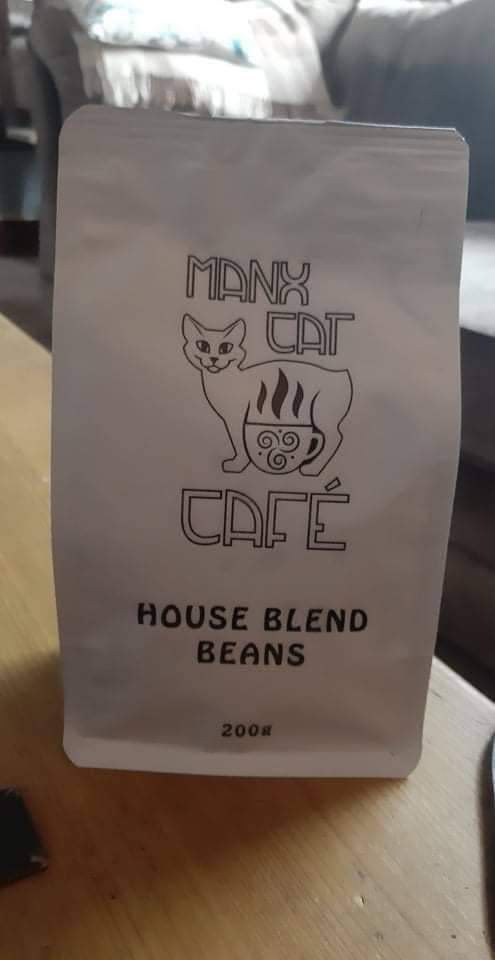 MANX
CAT
CAFÉ
HOUSE BLEND
BEANS
200g